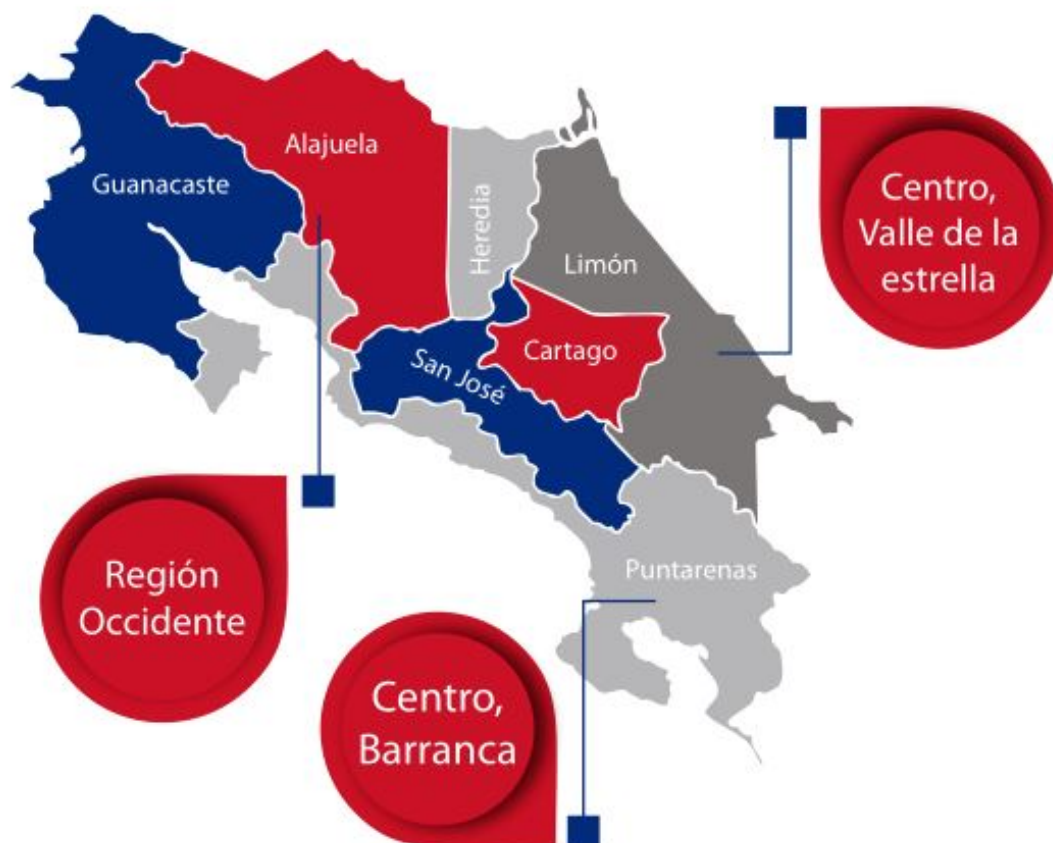 Alajuela
Guanacaste
Heredia
Limón
Cartago
San José
Puntarenas
Centro,
Valle de la
estrella
Región
Occidente
Centro,
Barranca